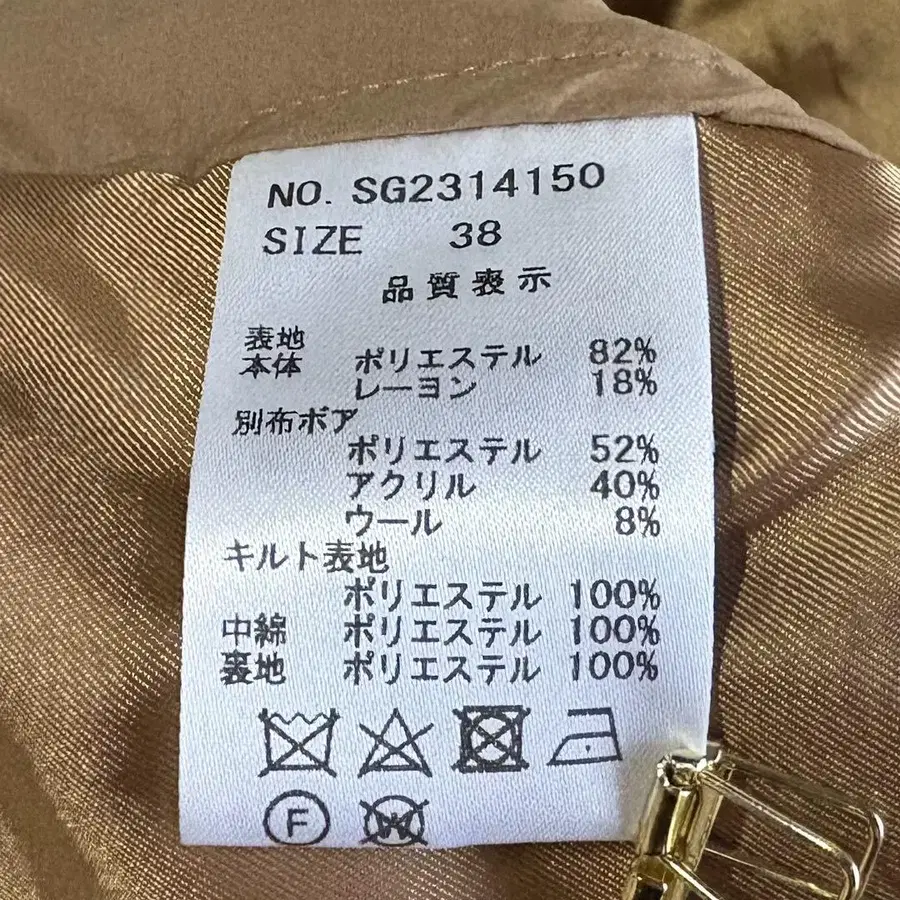 NO. SG2314150
SIZE 38
品質表示
表地
本体 ポリエステル 82%
レーヨン 18%
別布ボア
ポリエステル 52%
アクリル 40%
ウール 8%
キルト表地
ポリエステル 100%
中綿 ポリエステル 100%
裏地 ポリエステル 100%
F W